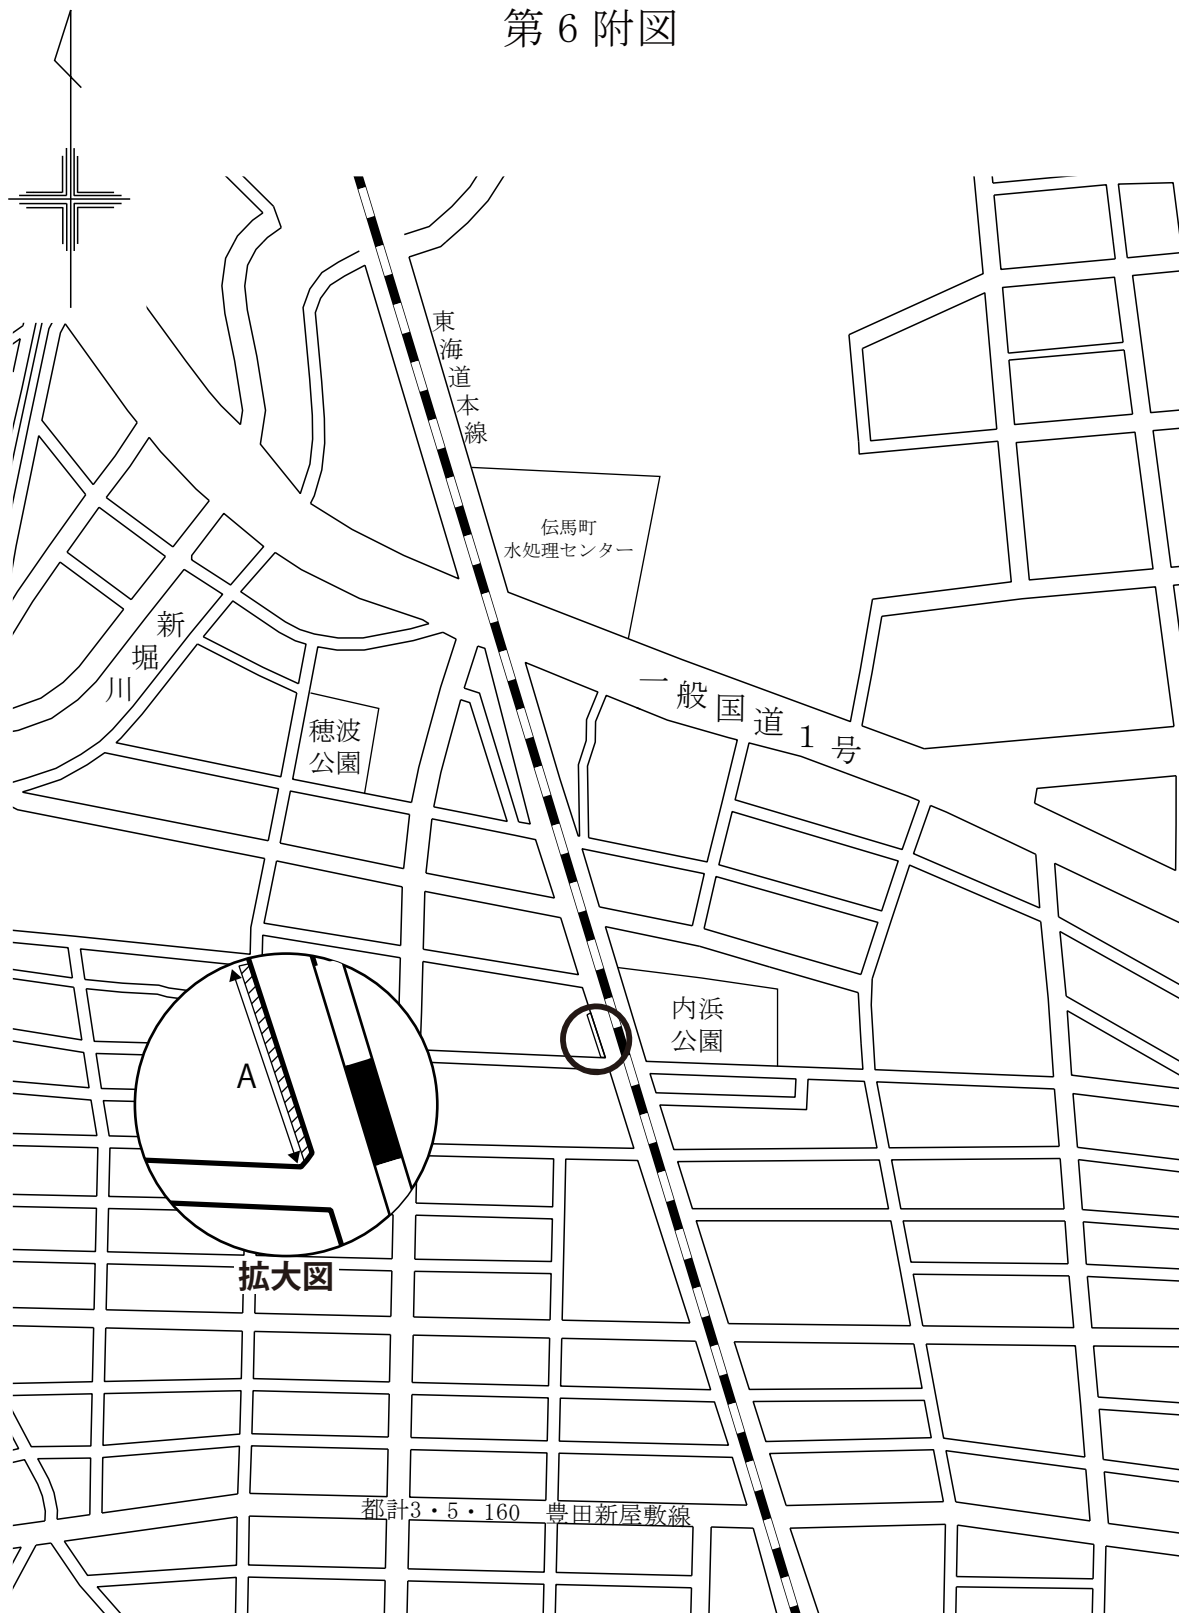 第6附図
東海道本線
伝馬町
水処理センター
新堀川
一般国道1号
穂波
公園
内浜
公園
A
拡大図
都計3・5・160 豊田新屋敷線